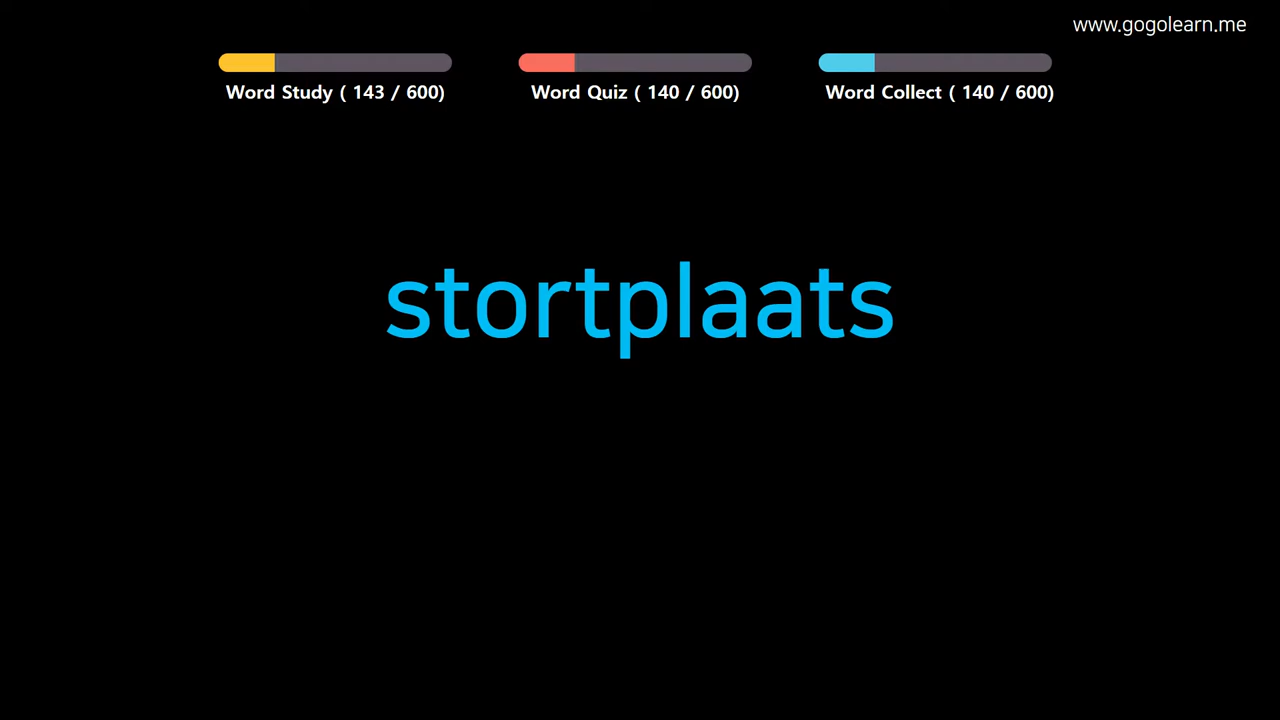 www.gogolearn.me
Word Study ( 143 / 600)
Word Quiz ( 140 / 600)
Word Collect ( 140 / 600)
stortplaats